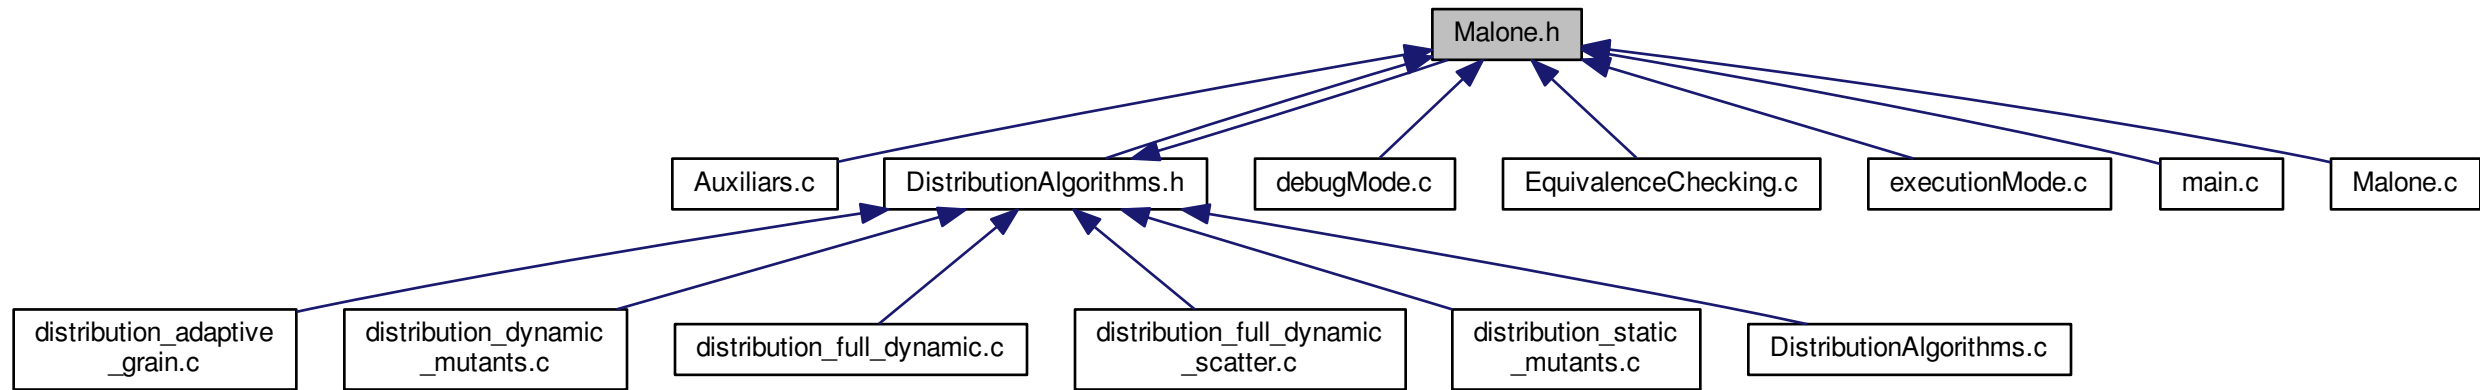 Malone.h
Auxiliars.c
DistributionAlgorithms.h
debugMode.c
EquivalenceChecking.c
executionMode.c
main.c
Malone.c
distribution_adaptive
_grain.c
distribution_dynamic
_mutants.c
distribution_full_dynamic.c
distribution_full_dynamic
_scatter.c
distribution_static
_mutants.c
DistributionAlgorithms.c